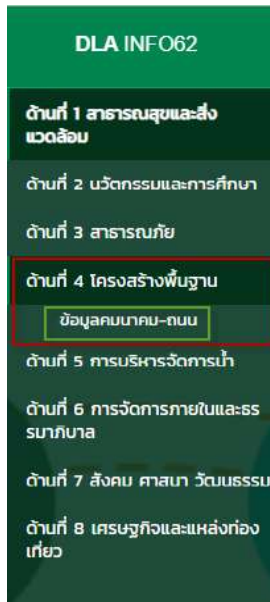 DLA INFO62
ด้านที่ 1 สาธารณสุขและสิ่ง
แวดล้อม
ด้านที่ 2 นวัตกรรมและการศึกษา
ด้านที่ 3 สาธารณภัย
ด้านที่ 4 โครงสร้างพื้นฐาน
ข้อมูลคมนาคม-ถนน
ด้านที่ 5 การบริหารจัดการน้ำ
ด้านที่ 6 การจัดการภายในและธร
รมาภิบาล
ด้านที่ 7 สังคม ศาสนา วัฒนธรรม
ด้านที่ 8 เศรษฐกิจและแหล่งท่อง
เที่ยว